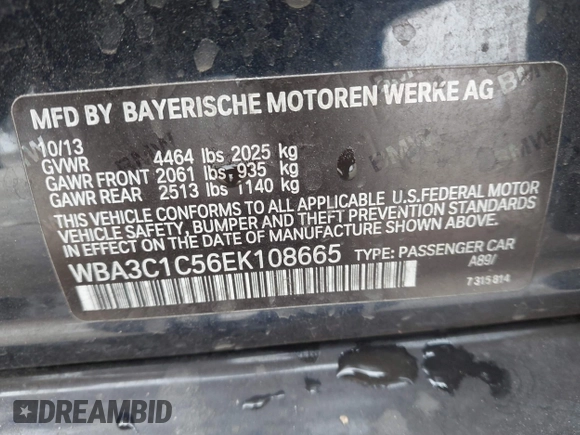 MFD BY BAYERISCHE MOTOREN WERKE AG
10/13
GVWR 4464 lbs 2025 kg
GAWR FRONT 2061 lbs 935 kg
GAWR REAR 2513 lbs 1140 kg
THIS VEHICLE CONFORMS TO ALL APPLICABLE U.S.FEDERAL MOTOR
VEHICLE SAFETY, BUMPER AND THEFT PREVENTION STANDARDS
IN EFFECT ON THE DATE OF MANUFACTURE SHOWN ABOVE.
WBA3C1C56EK108665 TYPE: PASSENGER CAR
A89/
7315814
DREAMBID